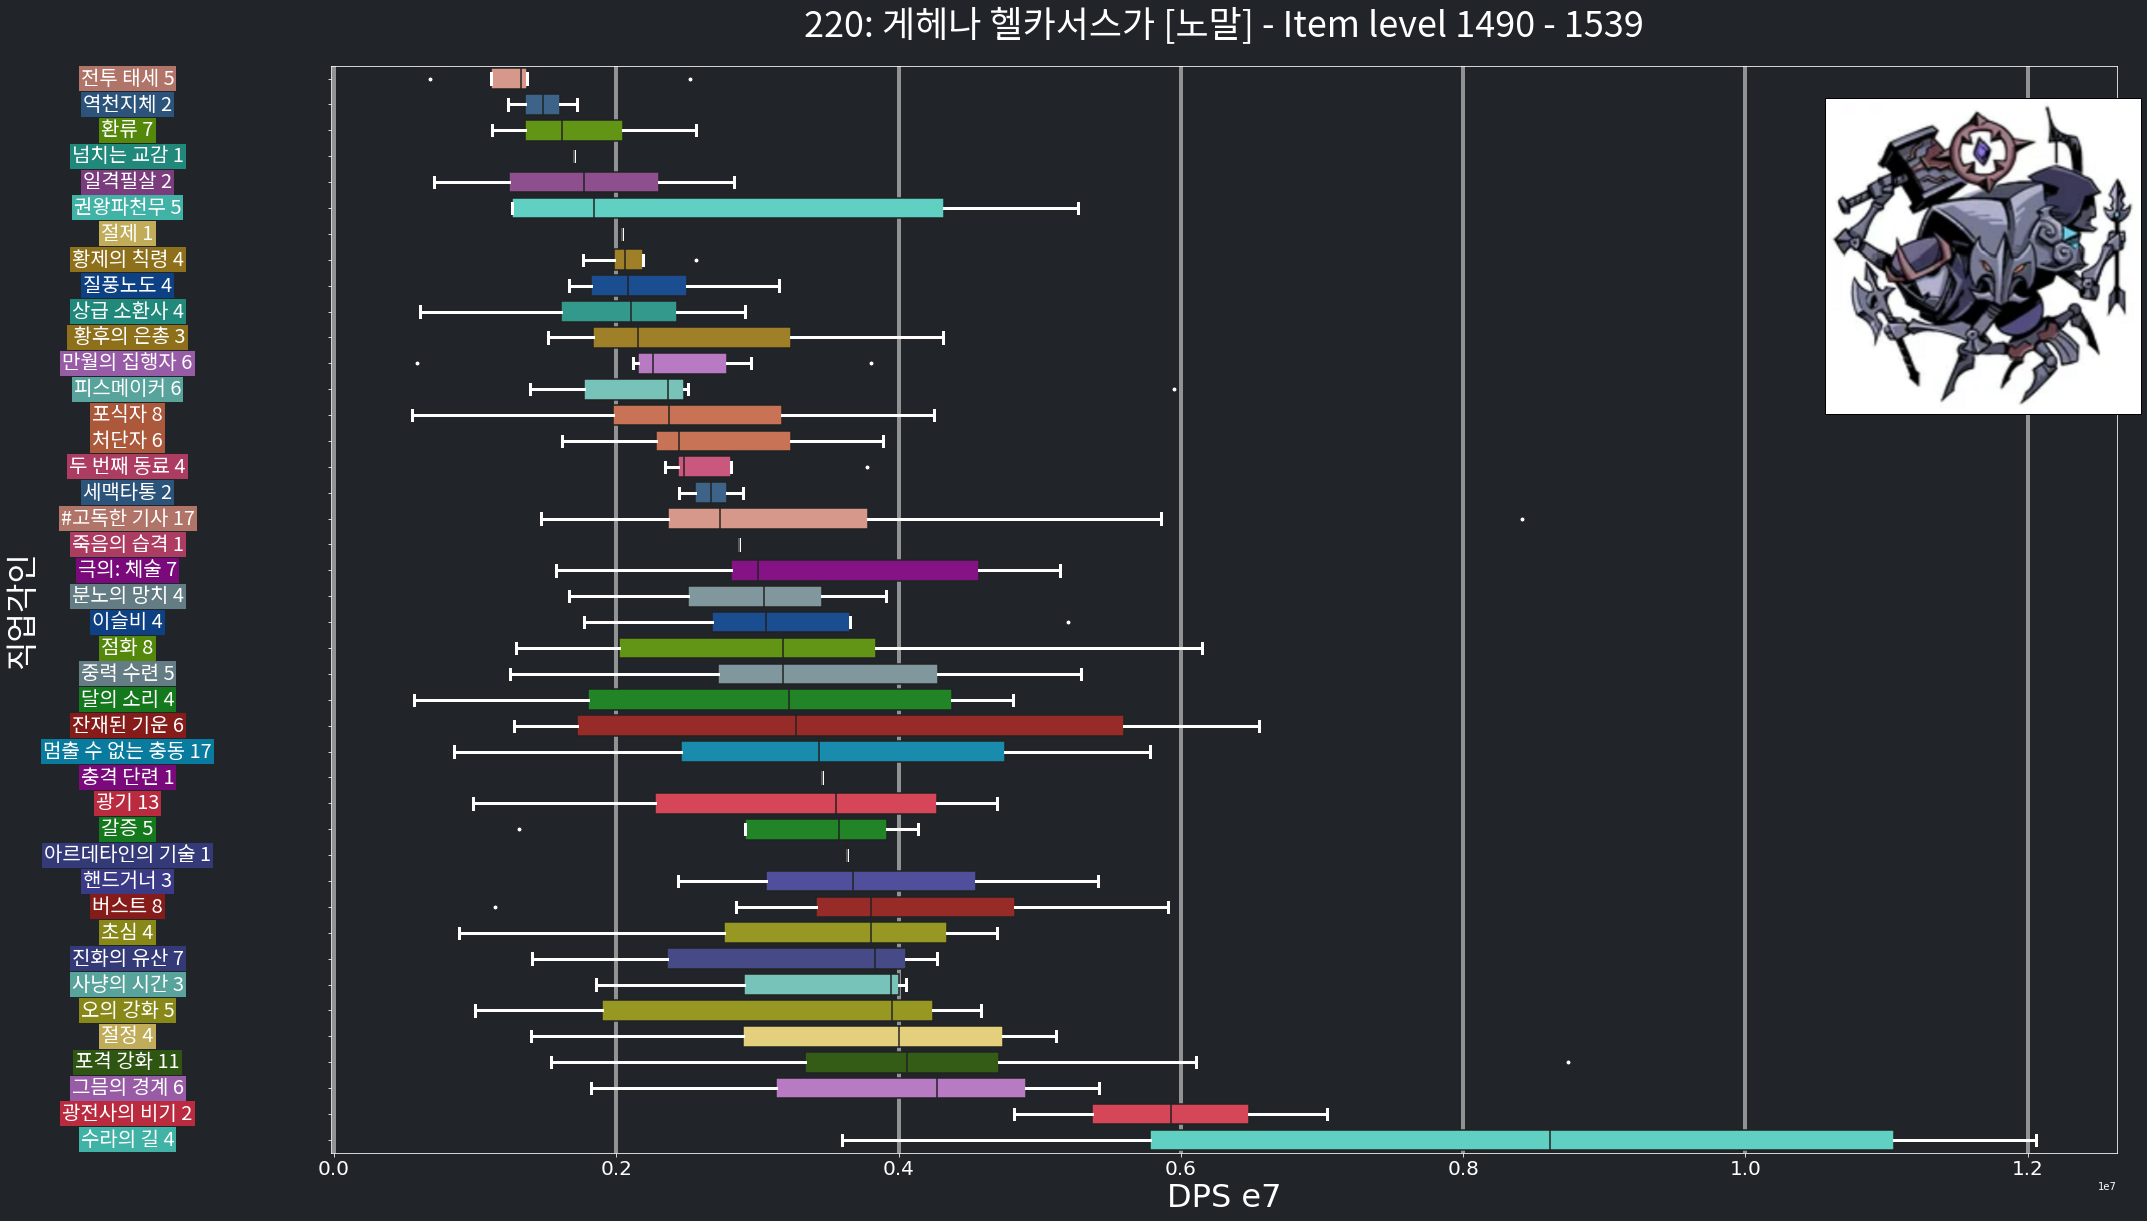 220: 게헤나 헬카서스가 [노말] - Item level 1490 - 1539
전투 태세 5
역천지체 2
환류 7
넘치는 교감 1
일격필살 2
권왕파천무 5
절제 1
황제의 칙령 4
질풍노도 4
상급 소환사 4
황후의 은총 3
만월의 집행자 6
피스메이커 6
포식자 8
처단자 6
두 번째 동료 4
세맥타통 2
#고독한 기사 17
죽음의 습격 1
극의: 체술 7
분노의 망치 4
이슬비 4
점화 8
중력 수련 5
달의 소리 4
잔재된 기운 6
멈출 수 없는 충동 17
충격 단련 1
광기 13
갈증 5
아르데타인의 기술 1
핸드거너 3
버스트 8
초심 4
진화의 유산 7
사냥의 시간 3
오의 강화 5
절정 4
포격 강화 11
그믐의 경계 6
광전사의 비기 2
수라의 길 4
직업각인
0.0 0.2 0.4 0.6 0.8 1.0 1.2
1e7
DPS e7